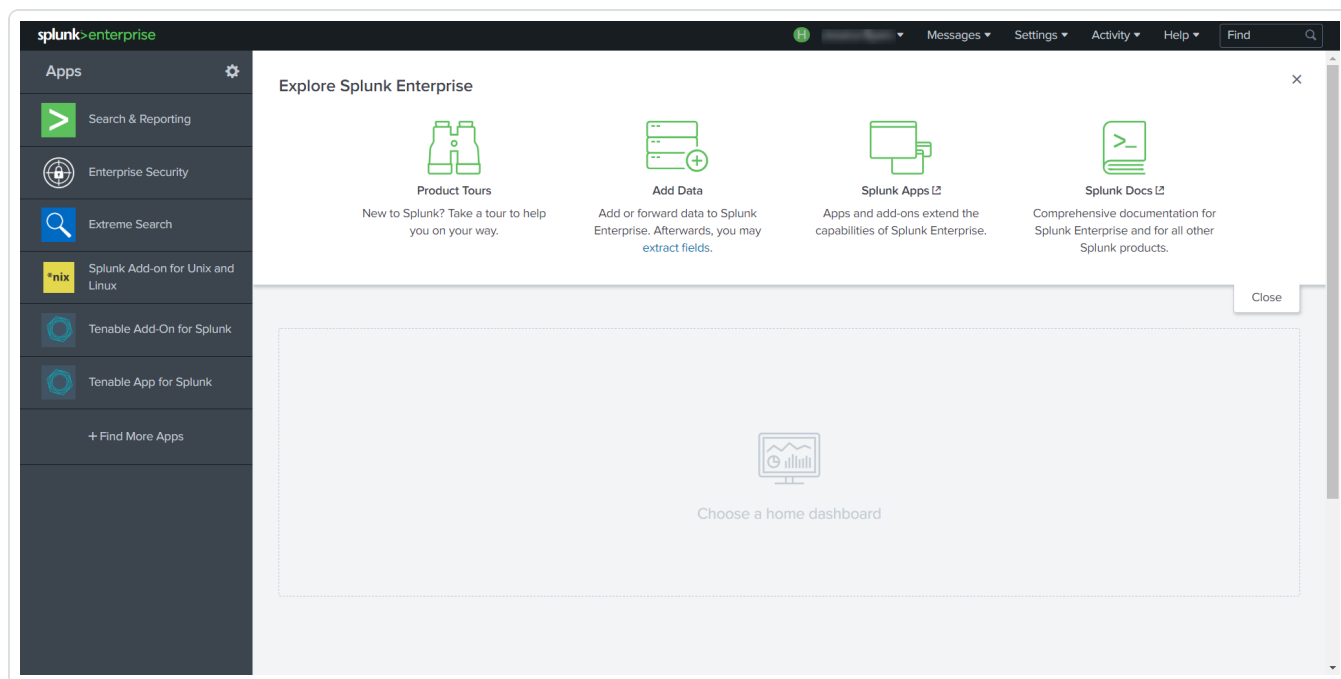 splunk>enterprise
H
Messages
Settings
Activity
Help
Find
Apps
Search & Reporting
Enterprise Security
Extreme Search
*nix
Splunk Add-on for Unix and
Linux
Tenable Add-On for Splunk
Tenable App for Splunk
+ Find More Apps
Explore Splunk Enterprise
Product Tours
New to Splunk? Take a tour to help
you on your way.
Add Data
Add or forward data to Splunk
Enterprise. Afterwards, you may
extract fields.
Splunk Apps
Apps and add-ons extend the
capabilities of Splunk Enterprise.
>_
Splunk Docs
Comprehensive documentation for
Splunk Enterprise and for all other
Splunk products.
Close
Choose a home dashboard